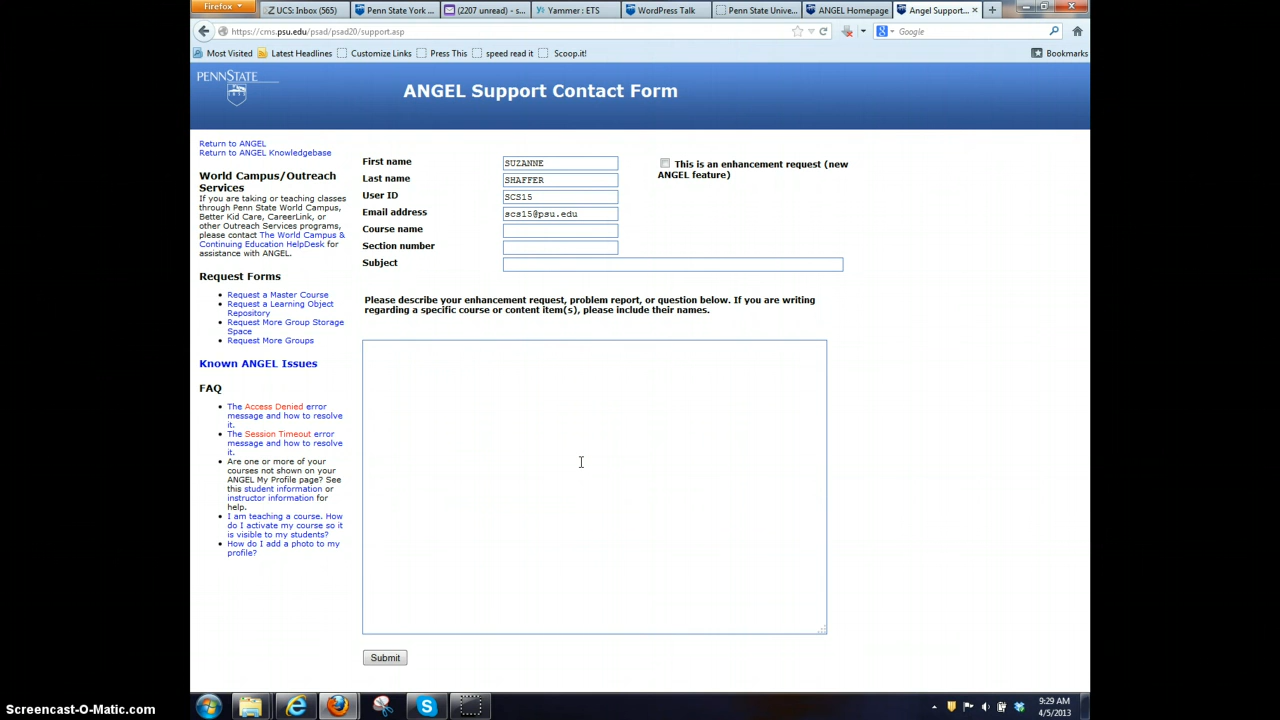 Firefox
UCS: Inbox (565)
Penn State York ...
(2207 unread) - s...
Yammer : ETS
WordPress Talk
Penn State Unive...
ANGEL Homepage
Angel Support...
https://cms.psu.edu/psad/psad20/support.asp
Google
Most Visited
Latest Headlines
Customize Links
Press This
speed read it
Scoop.it!
Bookmarks
PENNSTATE
ANGEL Support Contact Form
Return to ANGEL
Return to ANGEL Knowledgebase
World Campus/Outreach
Services
If you are taking or teaching classes
through Penn State World Campus,
Better Kid Care, CareerLink, or
other Outreach Services programs,
please contact The World Campus &
Continuing Education HelpDesk for
assistance with ANGEL.
Request Forms
Request a Master Course
Request a Learning Object
Repository
Request More Group Storage
Space
Request More Groups
Known ANGEL Issues
FAQ
The Access Denied error
message and how to resolve
it.
The Session Timeout error
message and how to resolve
it.
Are one or more of your
courses not shown on your
ANGEL My Profile page? See
this student information or
instructor information for
help.
I am teaching a course. How
do I activate my course so it
is visible to my students?
How do I add a photo to my
profile?
First name SUZANNE
Last name SHAFFER
User ID SCS15
Email address scs15@psu.edu
Course name
Section number
Subject
This is an enhancement request (new
ANGEL feature)
Please describe your enhancement request, problem report, or question below. If you are writing
regarding a specific course or content item(s), please include their names.
Submit
9:29 AM
4/5/2013
Screencast-O-Matic.com